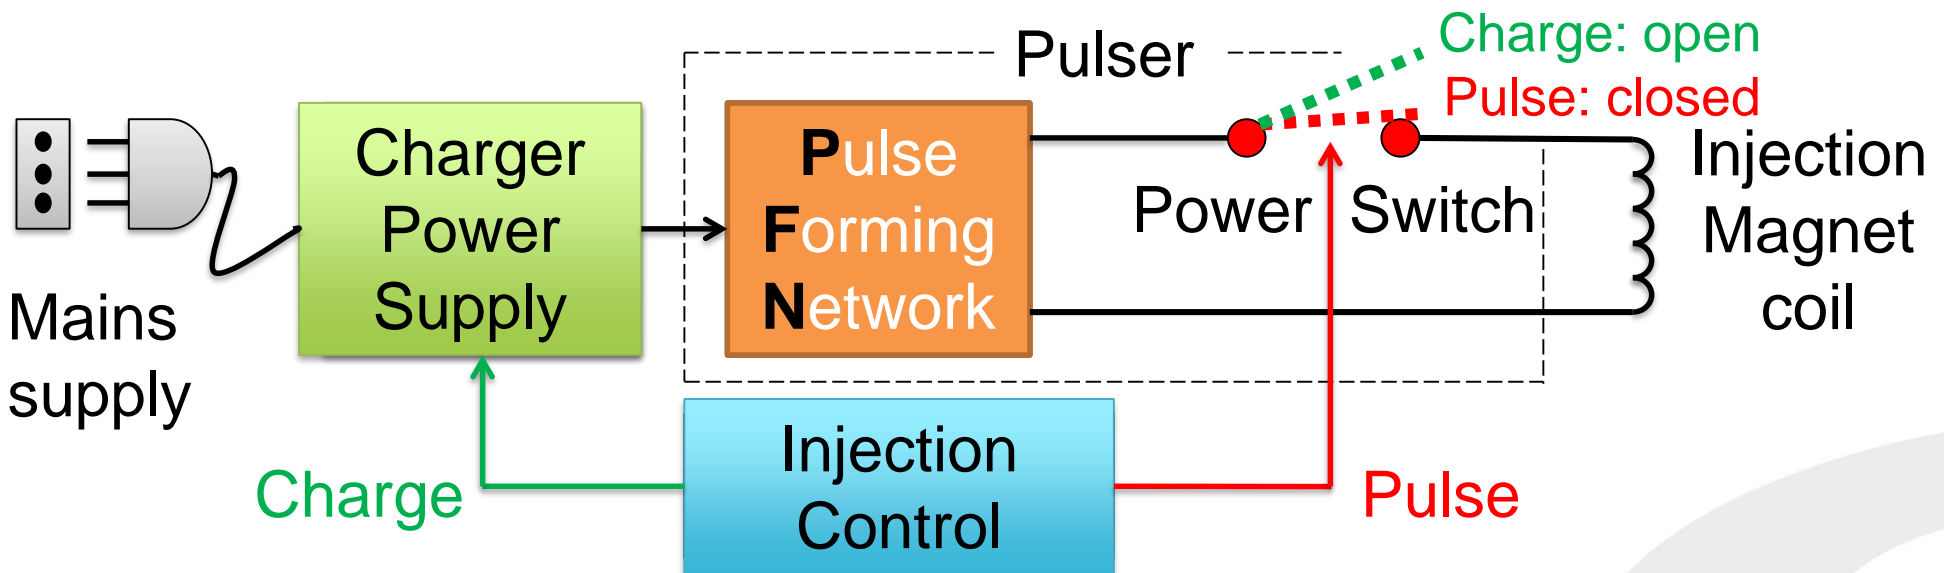 Pulser
Charge: open
Pulse: closed
Mains
supply
Charger
Power
Supply
Pulse
Forming
Network
Power Switch
Injection
Magnet
coil
Charge
Injection
Control
Pulse